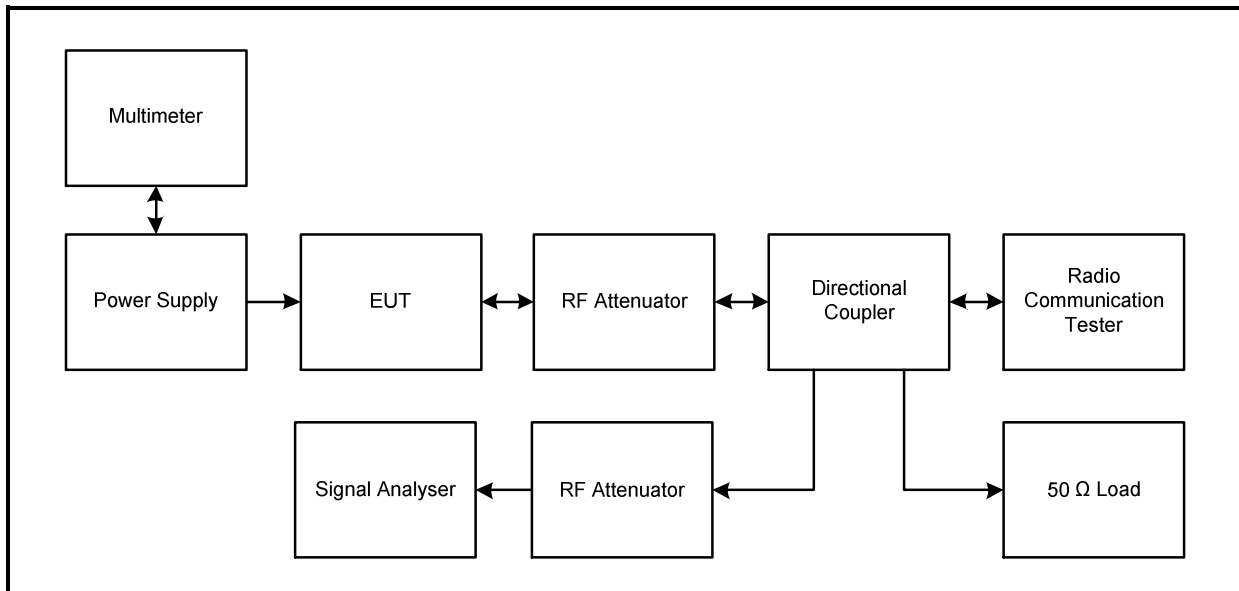 Multimeter
Power Supply
EUT
RF Attenuator
Directional
Coupler
Radio
Communication
Tester
Signal Analyser
RF Attenuator
50 Ω Load